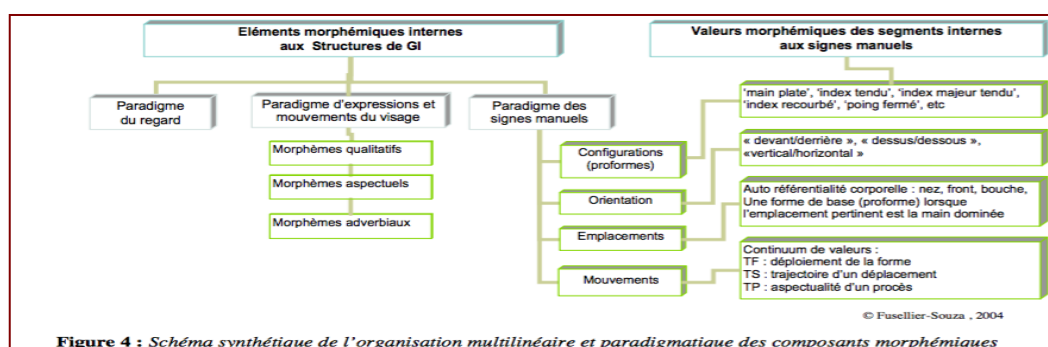 Eléments morphémiques internes
aux Structures de GI
Valeurs morphémiques des segments internes
aux signes manuels
Paradigme
du regard
Paradigme d'expressions et
mouvements du visage
Paradigme des
signes manuels
Morphèmes qualitatifs
Morphèmes aspectuels
Morphèmes adverbiaux
Configurations
(proformes)
Orientation
Emplacements
Mouvements
'main plate', 'index tendu', 'index majeur tendu',
'index recourbé', 'poing fermé', etc
« devant/derrière », « dessus/dessous »,
«vertical/horizontal »
Auto référentialité corporelle : nez, front, bouche,
Une forme de base (proforme) lorsque
l'emplacement pertinent est la main dominée
Continuum de valeurs :
TF : déploiement de la forme
TS : trajectoire d'un déplacement
TP : aspectualité d'un procès
© Fusellier-Souza , 2004
Figure 4 : Schéma synthétique de l'organisation multilinéaire et paradigmatique des composants morphémiques